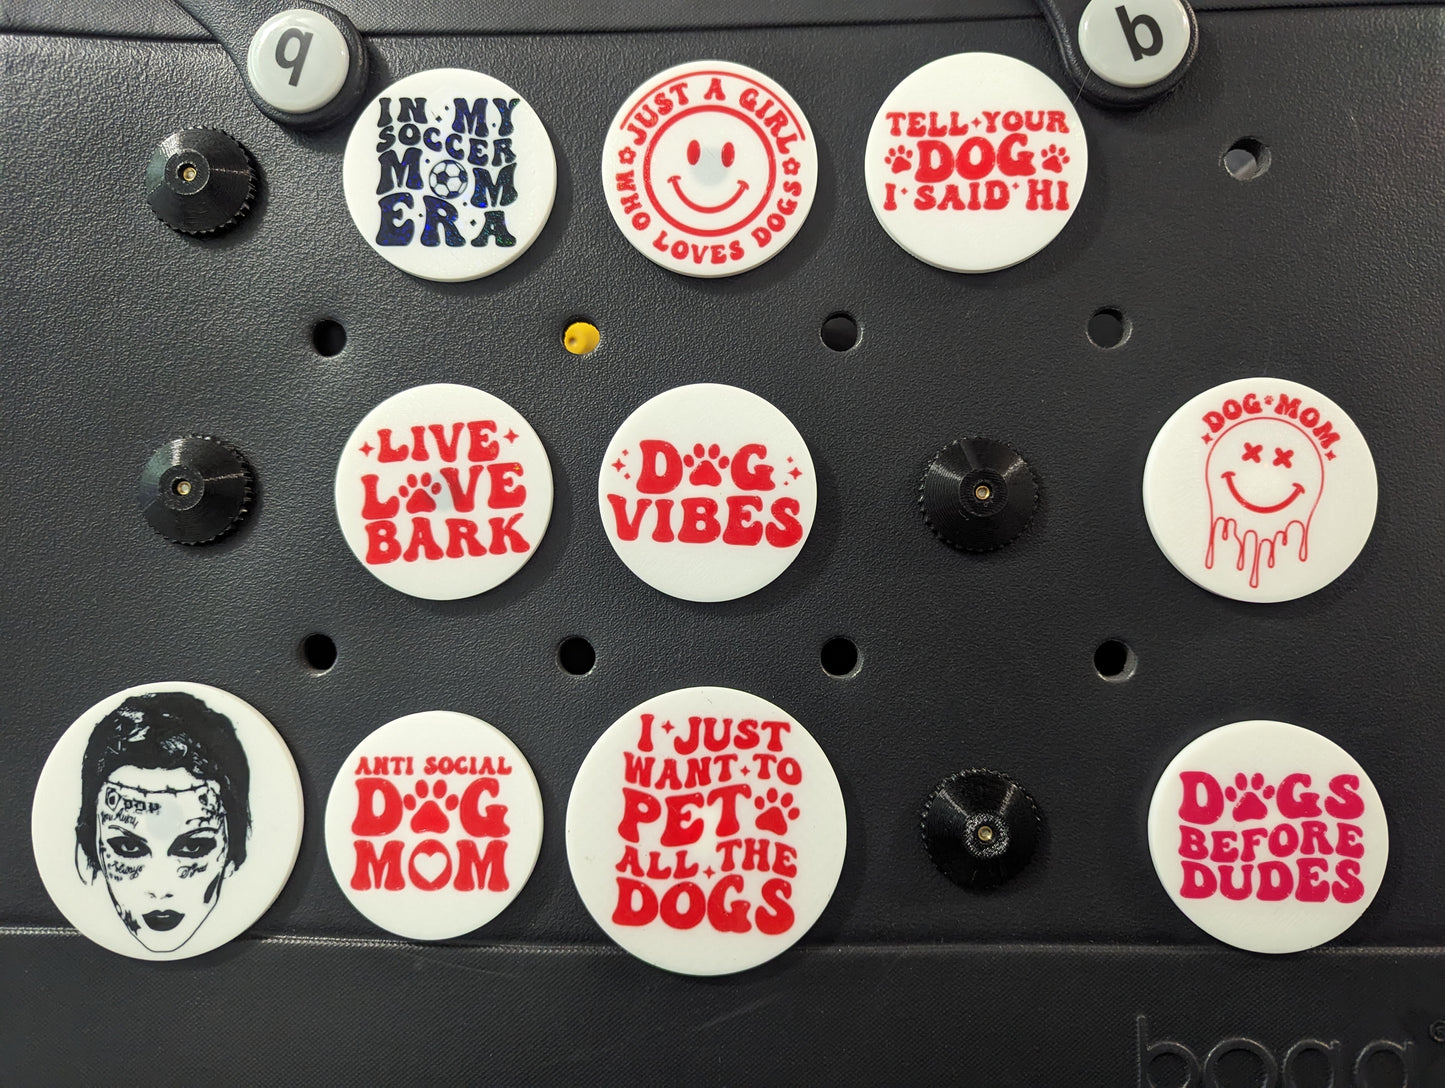 q
b
IN MY
SOCCER
MOM
ERA
JUST A GIRL
WHO LOVES DOGS
TELL YOUR
DOG
I SAID HI
LIVE
LOVE
BARK
DOG
VIBES
DOG MOM
Always
ANTI SOCIAL
DOG
MOM
I JUST
WANT TO
PET
ALL THE
DOGS
DOGS
BEFORE
DUDES
bogg